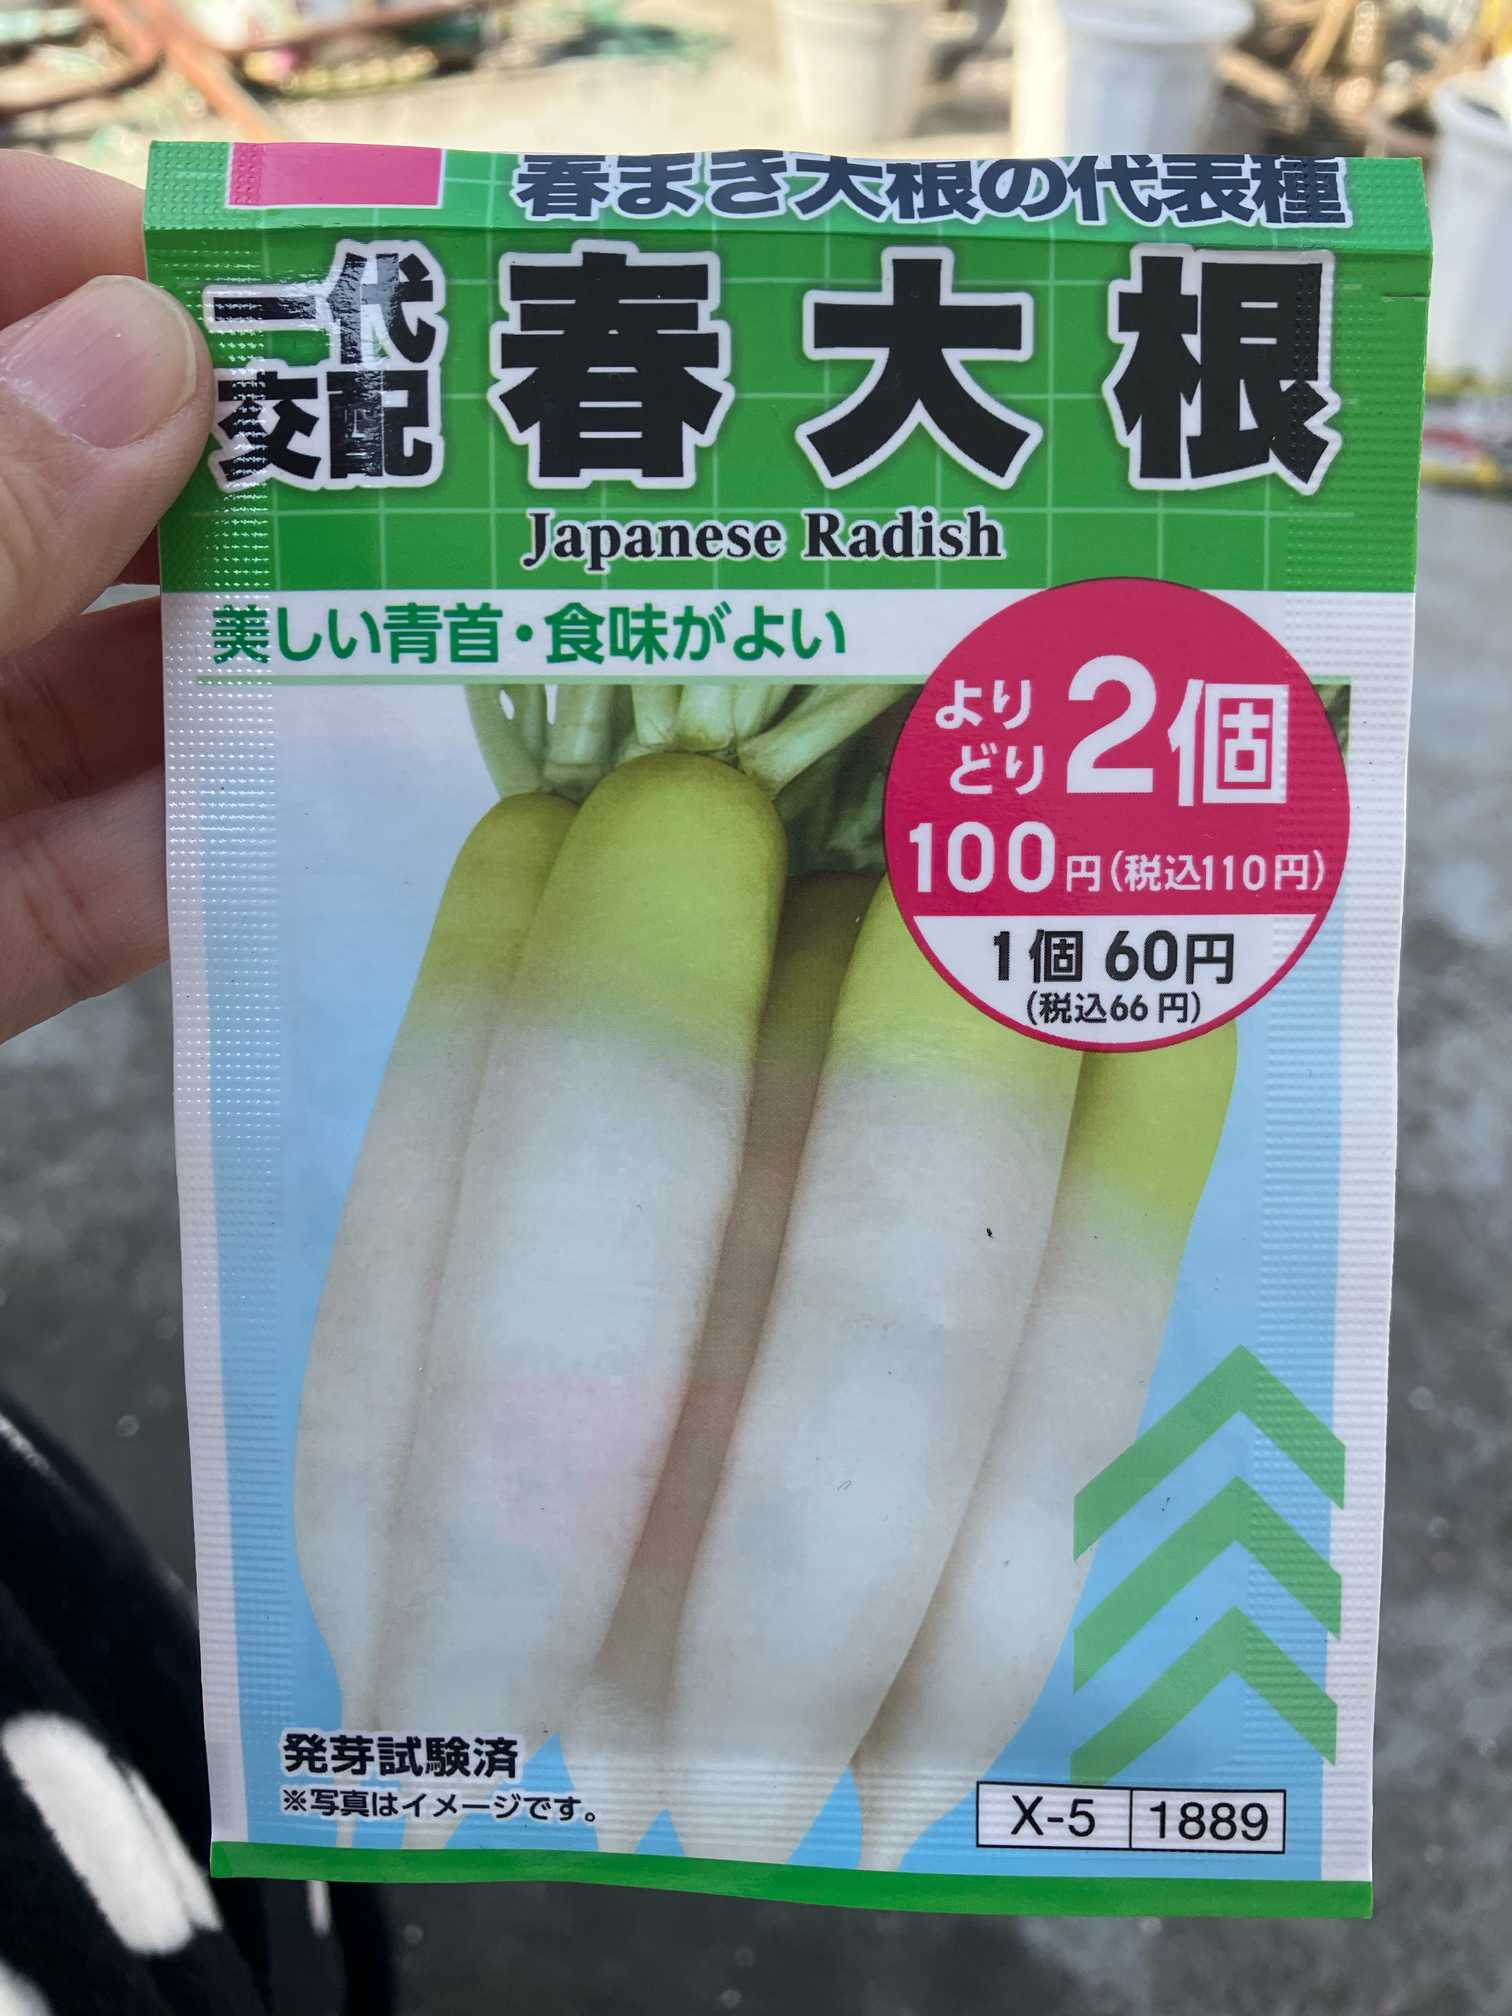 春まき大根の代表種
一代
交配
春大根
Japanese Radish
美しい青首・食味がよい
よりどり2個
100円(税込110円)
1個 60円
(税込66円)
発芽試験済
※写真はイメージです。
X-5 1889